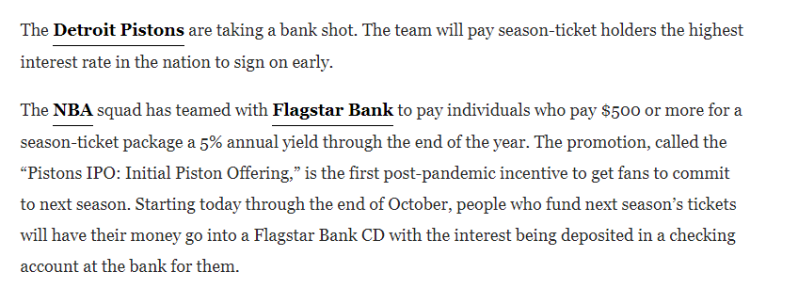 The Detroit Pistons are taking a bank shot. The team will pay season-ticket holders the highest
interest rate in the nation to sign on early.
The NBA squad has teamed with Flagstar Bank to pay individuals who pay $500 or more for a
season-ticket package a 5% annual yield through the end of the year. The promotion, called the
“Pistons IPO: Initial Piston Offering,” is the first post-pandemic incentive to get fans to commit
to next season. Starting today through the end of October, people who fund next season’s tickets
will have their money go into a Flagstar Bank CD with the interest being deposited in a checking
account at the bank for them.